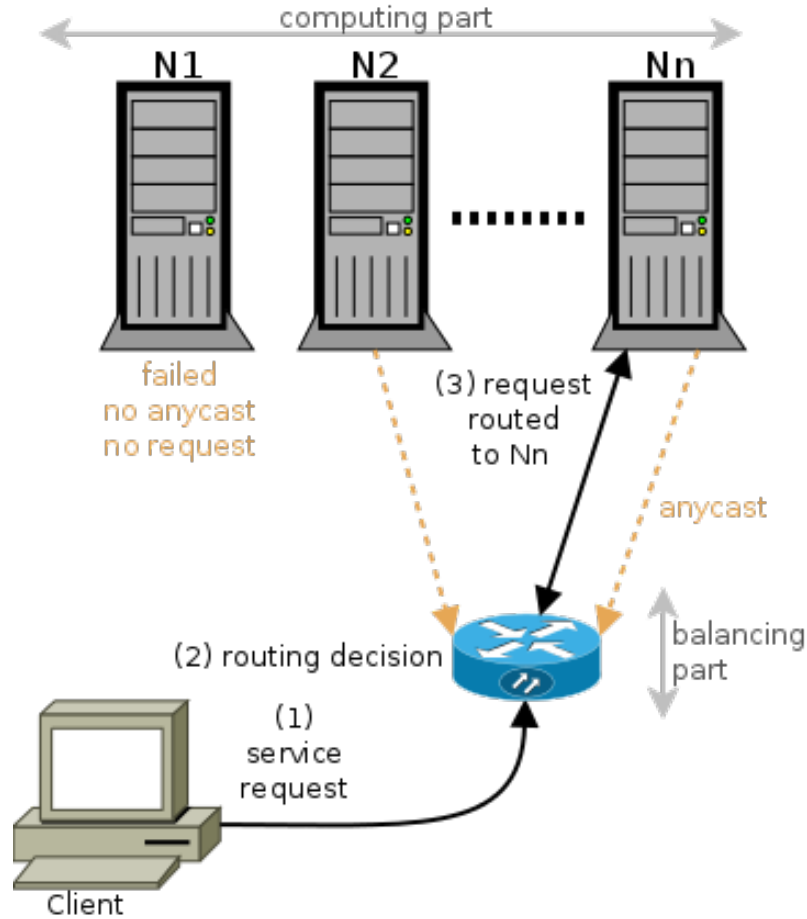 computing part
N1
N2
Nn
failed
no anycast
no request
(3) request
routed
to Nn
anycast
(2) routing decision
balancing
part
(1)
service
request
Client